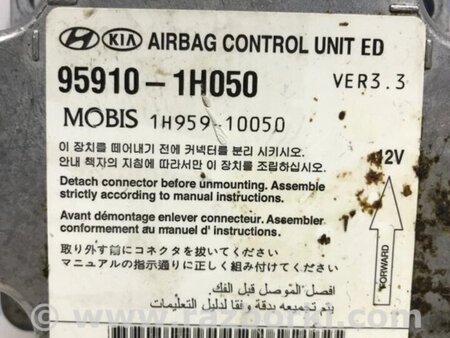 HYUNDAI KIA AIRBAG CONTROL UNIT ED
95910-1H050 VER3.3
MOBIS 1H959-10050
이 장치를 떼어내기 전에 커넥터를 분리 시키시오.
안내 책자의 지침에 따라서만 이 장치를 조립하십시오.
12V
Detach connector before unmounting. Assemble
strictly according to manual instructions.
Avant démontage enlever connecteur. Assembler
conformement au manuel d'instruction.
FORWARD
取り外す前にコネクタを抜いてください
マニュアルの指示通りに正しく組み付けてください
افصل الموصل قبل الفك.
يتم تجميعه بدقة وفقا لدليل التعليمات
www.razborki.com